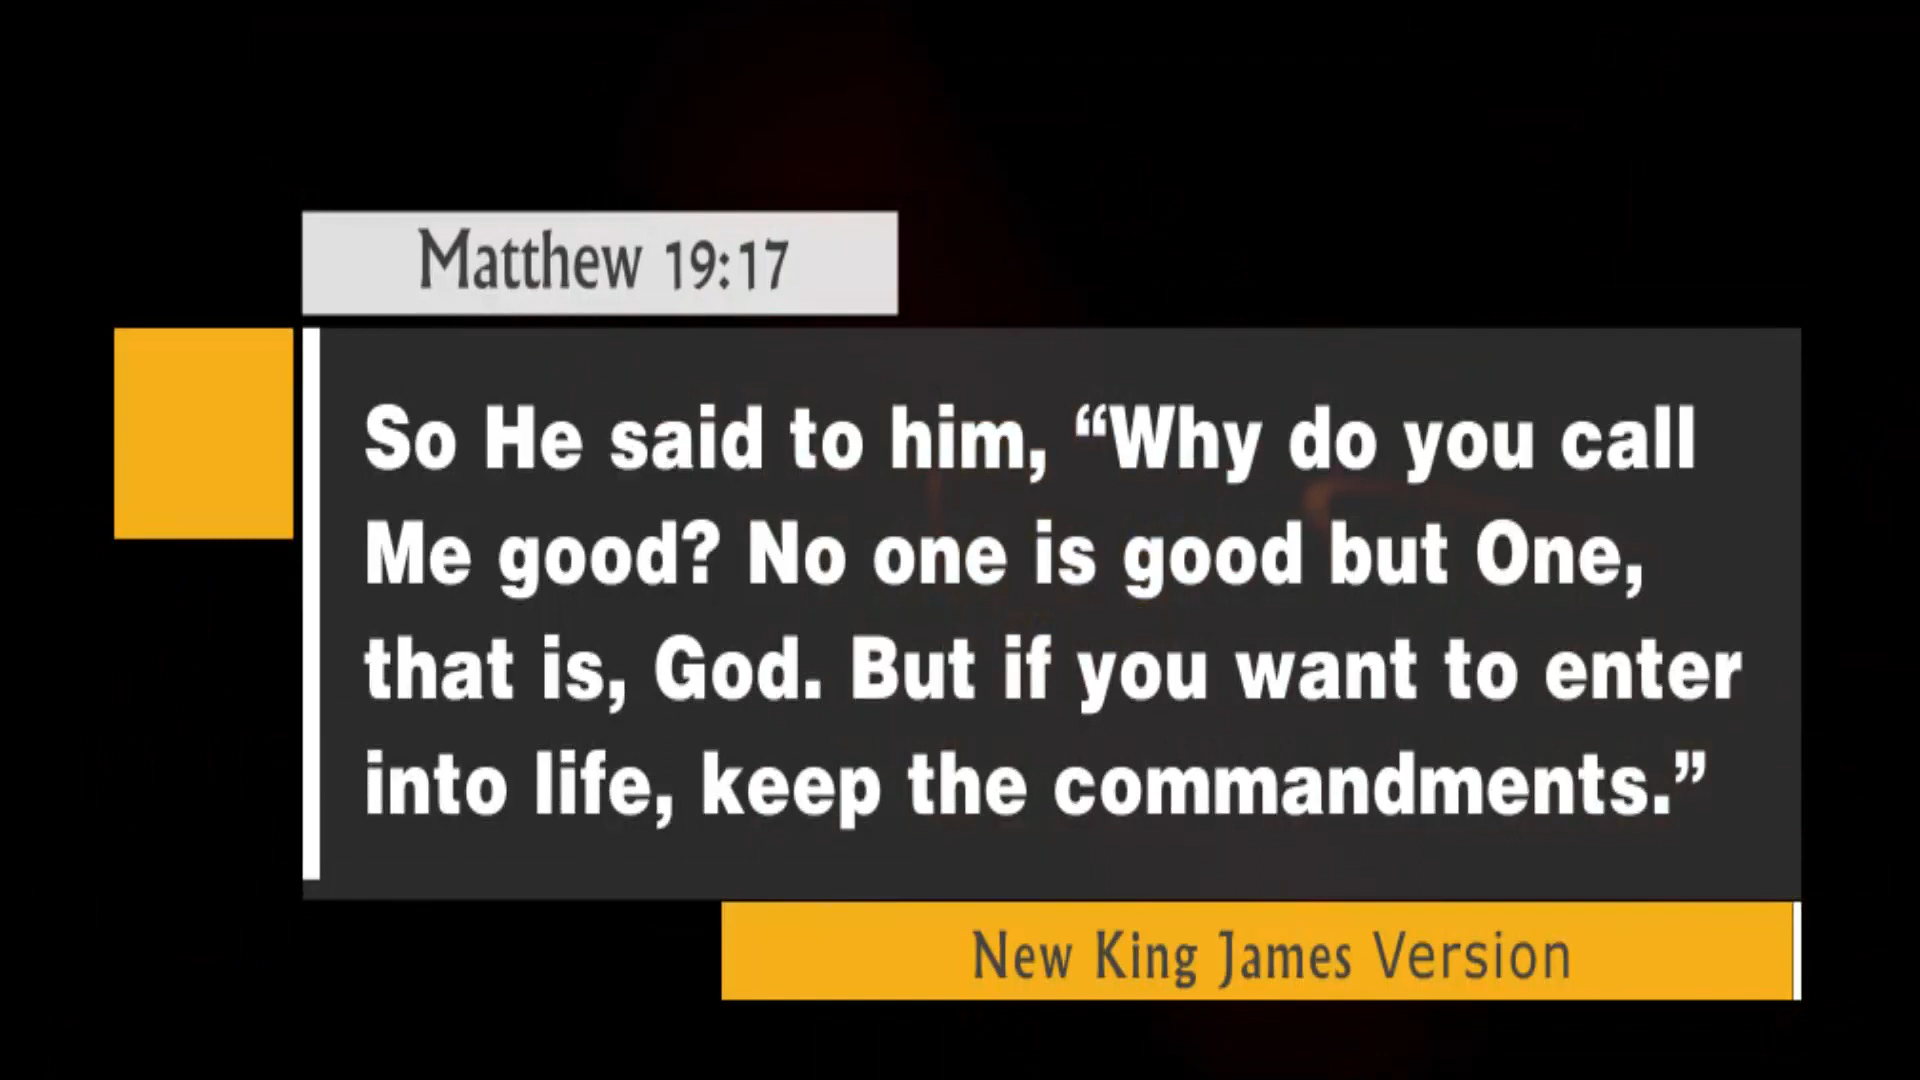 Matthew 19:17
So He said to him, “Why do you call
Me good? No one is good but One,
that is, God. But if you want to enter
into life, keep the commandments.”
New King James Version